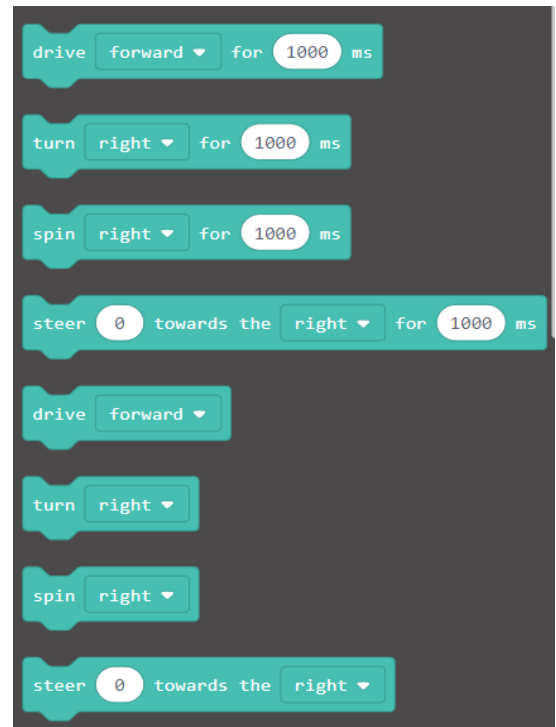 drive forward for 1000 ms
turn right for 1000 ms
spin right for 1000 ms
steer 0 towards the right for 1000 ms
drive forward
turn right
spin right
steer 0 towards the right